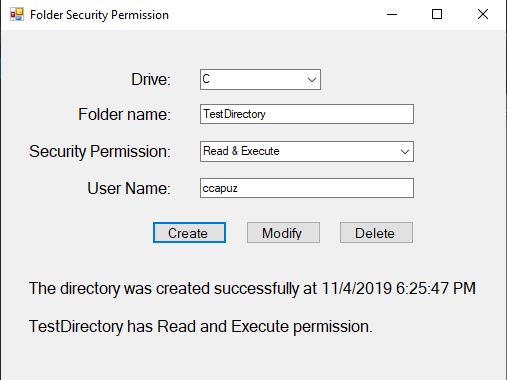 Folder Security Permission
Drive: C
Folder name: TestDirectory
Security Permission: Read & Execute
User Name: ccapuz
Create Modify Delete
The directory was created successfully at 11/4/2019 6:25:47 PM
TestDirectory has Read and Execute permission.